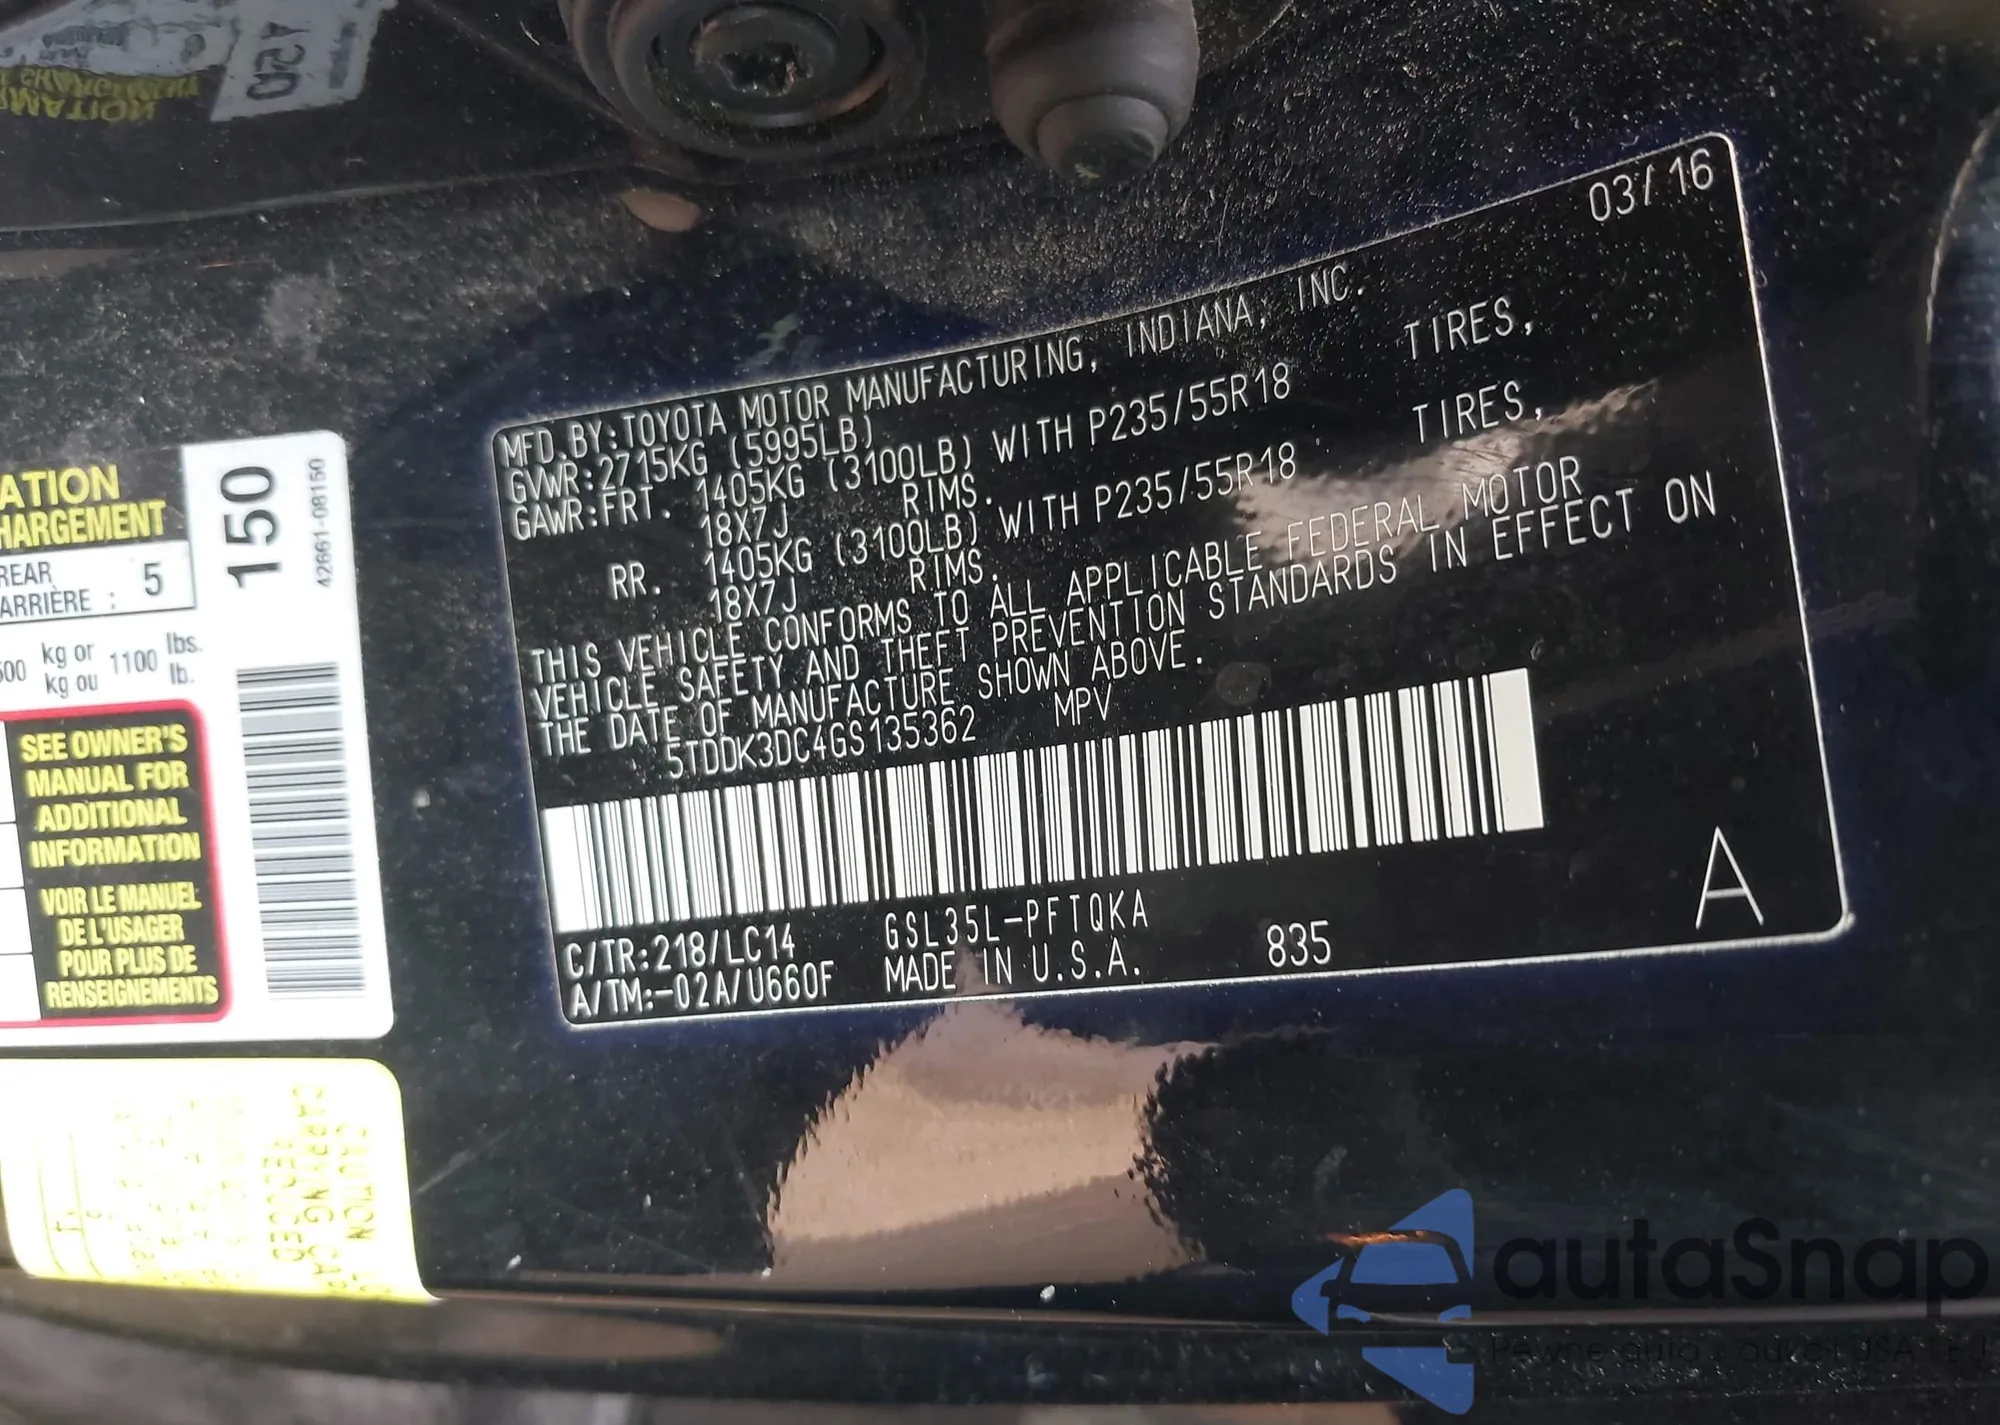 03/16
MFD.BY:TOYOTA MOTOR MANUFACTURING, INDIANA, INC.
GVWR:2715KG (5995LB)
GAWR:FRT. 1405KG (3100LB) WITH P235/55R18 TIRES,
18X7J RIMS.
RR. 1405KG (3100LB) WITH P235/55R18 TIRES,
18X7J RIMS.
THIS VEHICLE CONFORMS TO ALL APPLICABLE FEDERAL MOTOR
VEHICLE SAFETY AND THEFT PREVENTION STANDARDS IN EFFECT ON
THE DATE OF MANUFACTURE SHOWN ABOVE.
5TDDK3DC4GS135362 MPV
C/TR:218/LC14 GSL35L-PFTQKA
A/TM:-02A/U660F MADE IN U.S.A. 835
A
ATION
HARGEMENT
REAR
ARRIÈRE : 5
kg or 1100 lbs.
kg ou lb.
150
42661-08150
SEE OWNER'S
MANUAL FOR
ADDITIONAL
INFORMATION
VOIR LE MANUEL
DE L'USAGER
POUR PLUS DE
RENSEIGNEMENTS
CAUTION
CARRYING
REDUCED
autaSnap